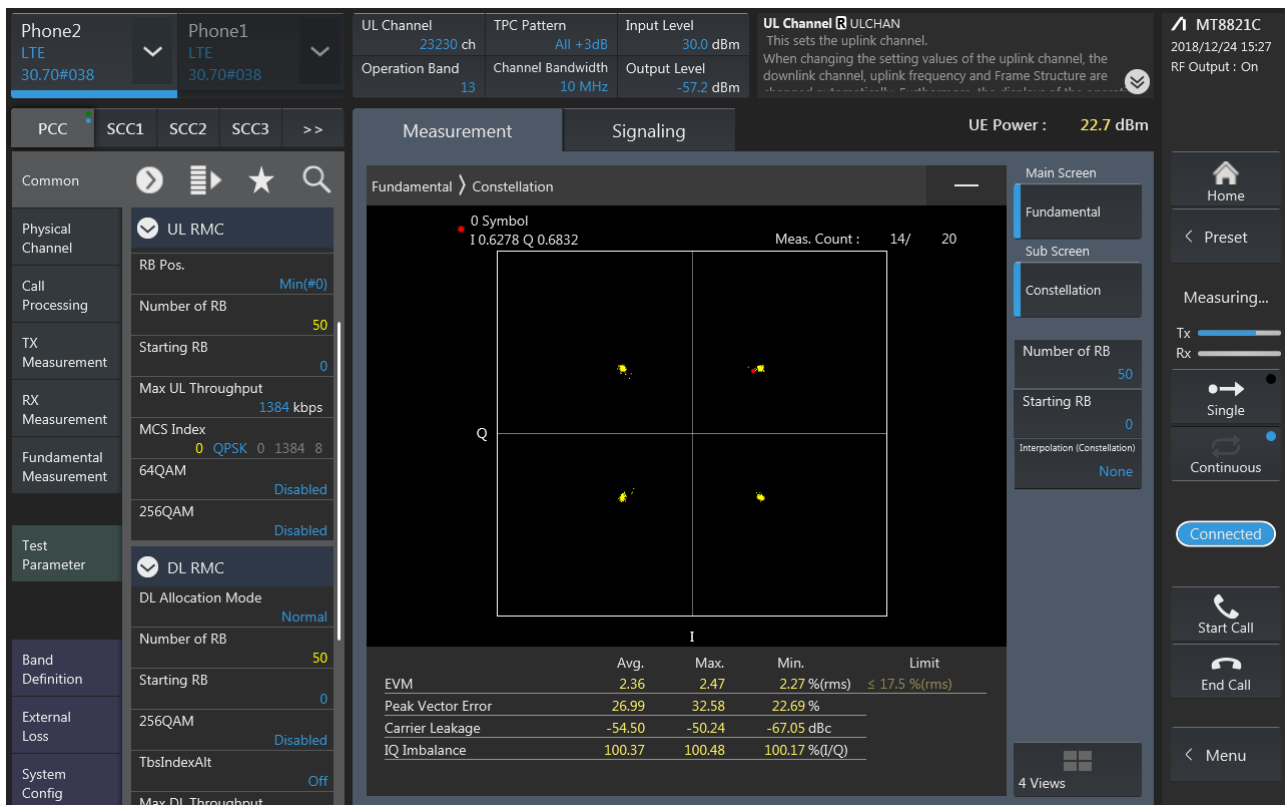 Phone2
LTE
30.70#038
Phone1
LTE
30.70#038
UL Channel
23230 ch
TPC Pattern
All +3dB
Input Level
30.0 dBm
Operation Band
13
Channel Bandwidth
10 MHz
Output Level
-57.2 dBm
UL Channel R ULCHAN
This sets the uplink channel.
When changing the setting values of the uplink channel, the
downlink channel, uplink frequency and Frame Structure are
MT8821C
2018/12/24 15:27
RF Output : On
PCC SCC1 SCC2 SCC3 >>
Measurement
Signaling
UE Power : 22.7 dBm
Common
Physical
Channel
Call
Processing
TX
Measurement
RX
Measurement
Fundamental
Measurement
Test
Parameter
Band
Definition
External
Loss
System
Config
UL RMC
RB Pos.
Min(#0)
Number of RB
50
Starting RB
0
Max UL Throughput
1384 kbps
MCS Index
0 QPSK 0 1384 8
64QAM
Disabled
256QAM
Disabled
DL RMC
DL Allocation Mode
Normal
Number of RB
50
Starting RB
0
256QAM
Disabled
TbsIndexAlt
Off
Max DL Throughput
Fundamental 〉 Constellation
0 Symbol
I 0.6278 Q 0.6832
Meas. Count : 14/ 20
Q
I
Avg. Max. Min. Limit
EVM 2.36 2.47 2.27 %(rms) ≤ 17.5 %(rms)
Peak Vector Error 26.99 32.58 22.69 %
Carrier Leakage -54.50 -50.24 -67.05 dBc
IQ Imbalance 100.37 100.48 100.17 %(I/Q)
Main Screen
Fundamental
Sub Screen
Constellation
Number of RB
50
Starting RB
0
Interpolation (Constellation)
None
4 Views
Home
< Preset
Measuring...
Tx
Rx
Single
Continuous
Connected
Start Call
End Call
< Menu